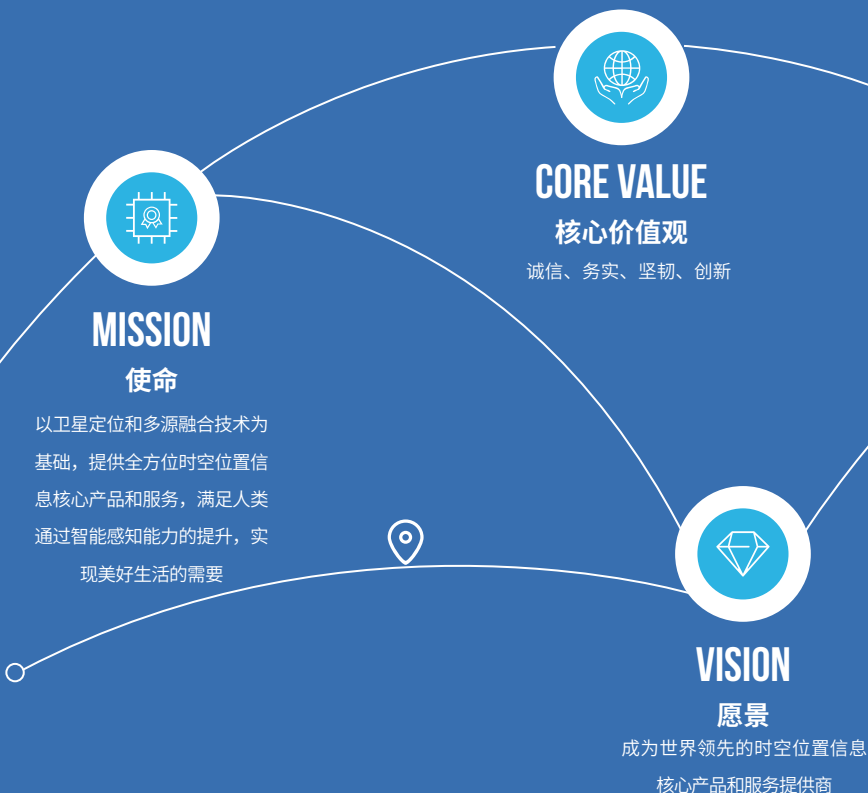 CORE VALUE
核心价值观
诚信、务实、坚韧、创新
MISSION
使命
以卫星定位和多源融合技术为
基础，提供全方位时空位置信
息核心产品和服务，满足人类
通过智能感知能力的提升，实
现美好生活的需要
VISION
愿景
成为世界领先的时空位置信息
核心产品和服务提供商